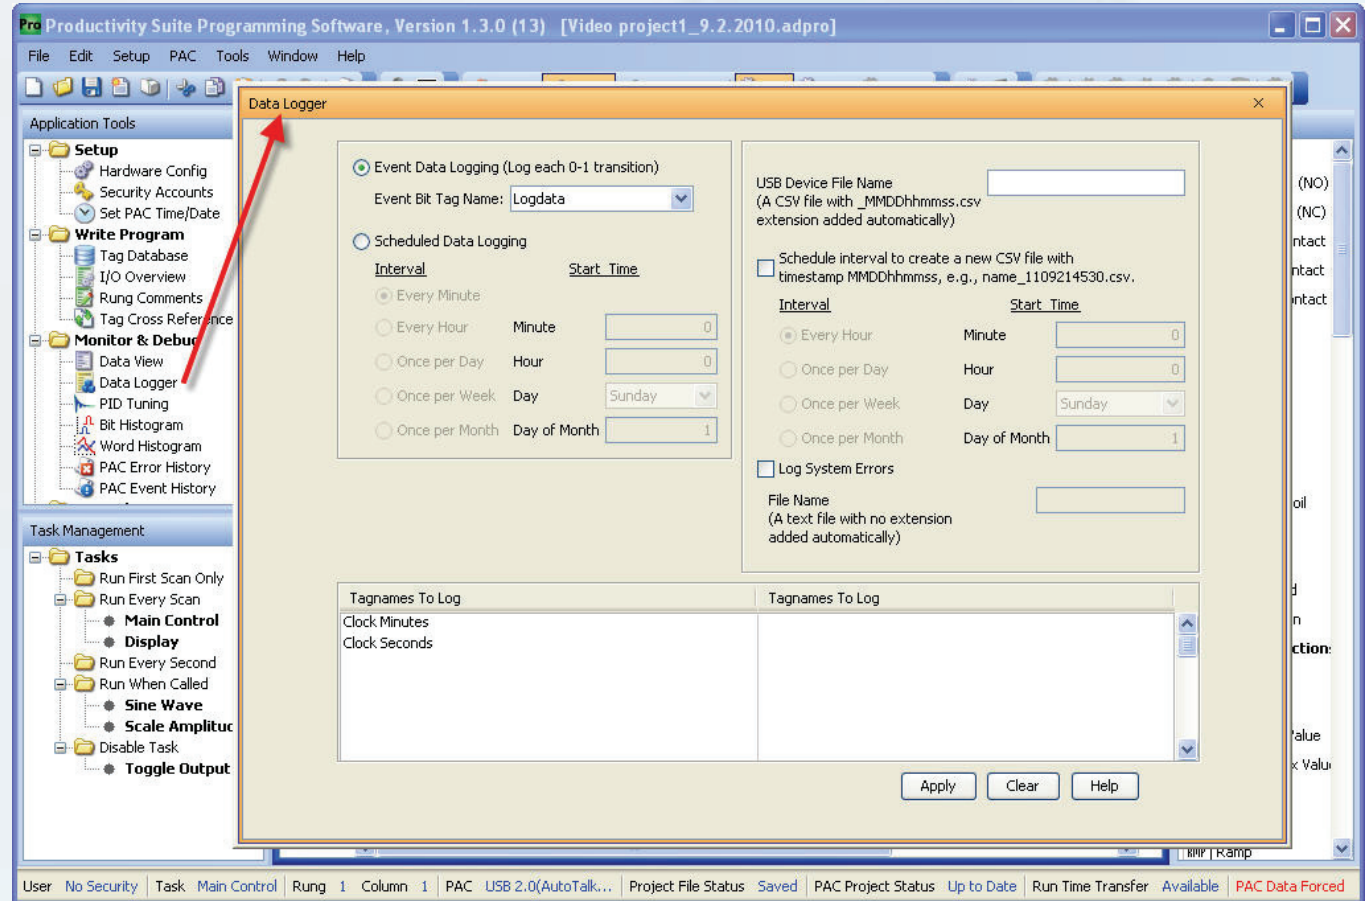 Pro Productivity Suite Programming Software, Version 1.3.0 (13) [Video project1_9.2.2010.adpro]
File Edit Setup PAC Tools Window Help
Application Tools
Setup
Hardware Config
Security Accounts
Set PAC Time/Date
Write Program
Tag Database
I/O Overview
Rung Comments
Tag Cross Reference
Monitor & Debug
Data View
Data Logger
PID Tuning
Bit Histogram
Word Histogram
PAC Error History
PAC Event History
Task Management
Tasks
Run First Scan Only
Run Every Scan
Main Control
Display
Run Every Second
Run When Called
Sine Wave
Scale Amplituc
Disable Task
Toggle Output
Data Logger
Event Data Logging (Log each 0-1 transition)
Event Bit Tag Name: Logdata
Scheduled Data Logging
Interval Start Time
Every Minute
Every Hour Minute 0
Once per Day Hour 0
Once per Week Day Sunday
Once per Month Day of Month 1
USB Device File Name
(A CSV file with _MMDDhhmmss.csv
extension added automatically)
Schedule interval to create a new CSV file with
timestamp MMDDhhmmss, e.g., name_1109214530.csv.
Interval Start Time
Every Hour Minute 0
Once per Day Hour 0
Once per Week Day Sunday
Once per Month Day of Month 1
Log System Errors
File Name
(A text file with no extension
added automatically)
Tagnames To Log Tagnames To Log
Clock Minutes
Clock Seconds
Apply Clear Help
(NO)
(NC)
ntact
ntact
ntact
oil
n
ction
alue
x Valu
Ramp
User No Security Task Main Control Rung 1 Column 1 PAC USB 2.0(AutoTalk... Project File Status Saved PAC Project Status Up to Date Run Time Transfer Available PAC Data Forced